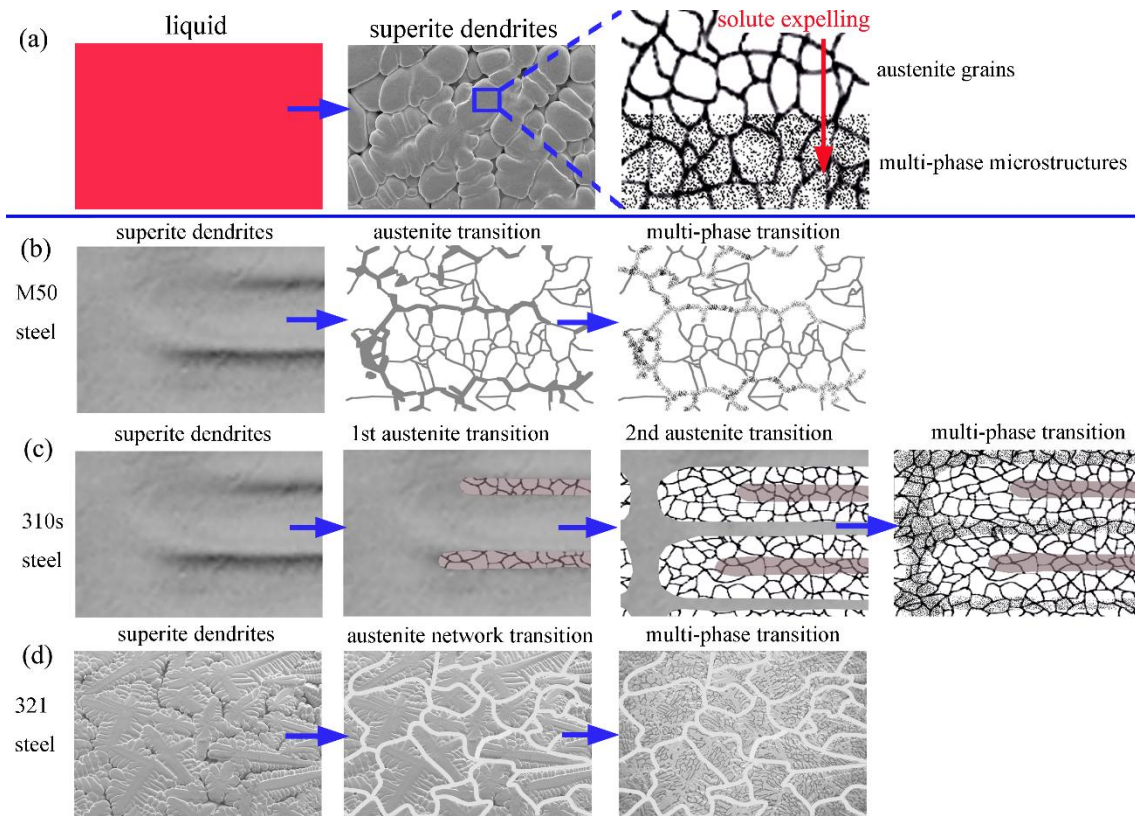 (a)
liquid
superite dendrites
solute expelling
austenite grains
multi-phase microstructures
(b)
superite dendrites
austenite transition
multi-phase transition
M50
steel
(c)
superite dendrites
1st austenite transition
2nd austenite transition
multi-phase transition
310s
steel
(d)
superite dendrites
austenite network transition
multi-phase transition
321
steel